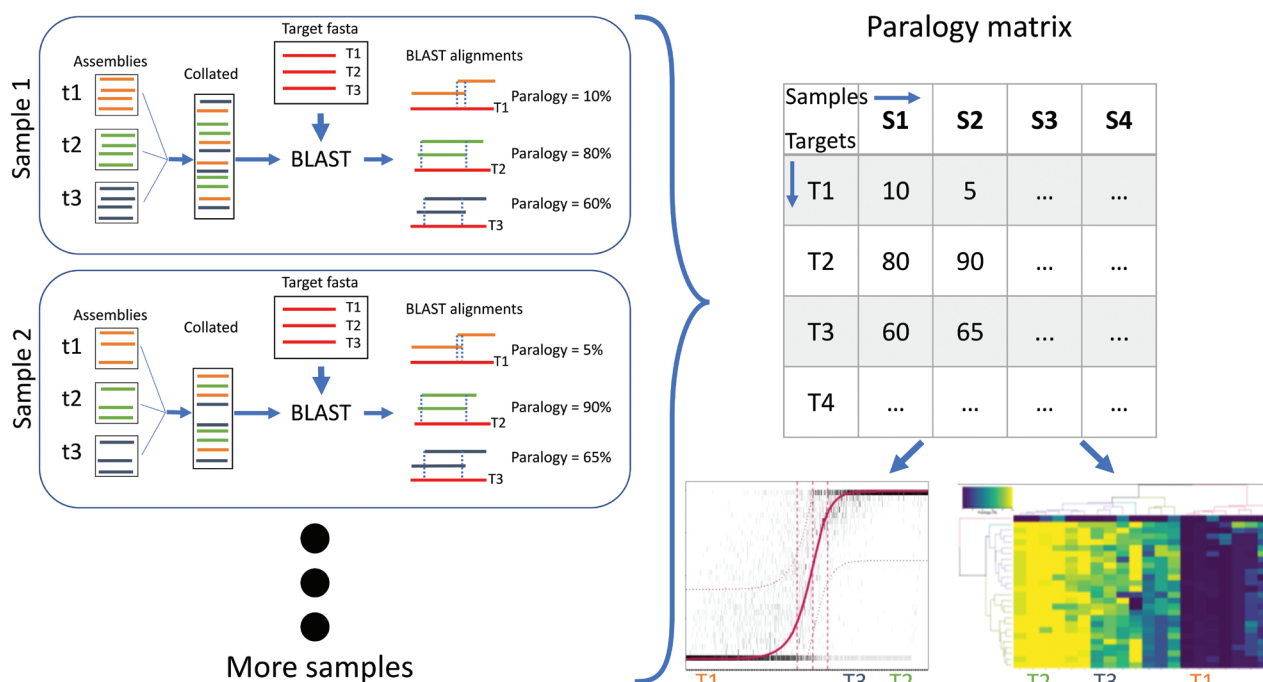 Sample 1
Assemblies
t1
t2
t3
Collated
Target fasta
T1
T2
T3
BLAST
BLAST alignments
Paralogy = 10%
T1
Paralogy = 80%
T2
Paralogy = 60%
T3
Sample 2
Assemblies
t1
t2
t3
Collated
Target fasta
T1
T2
T3
BLAST
BLAST alignments
Paralogy = 5%
T1
Paralogy = 90%
T2
Paralogy = 65%
T3
More samples
Paralogy matrix
Samples
Targets
S1 S2 S3 S4
T1 10 5 ... ...
T2 80 90 ... ...
T3 60 65 ... ...
T4 ... ... ... ...
T1 T3 T2
T2 T3 T1